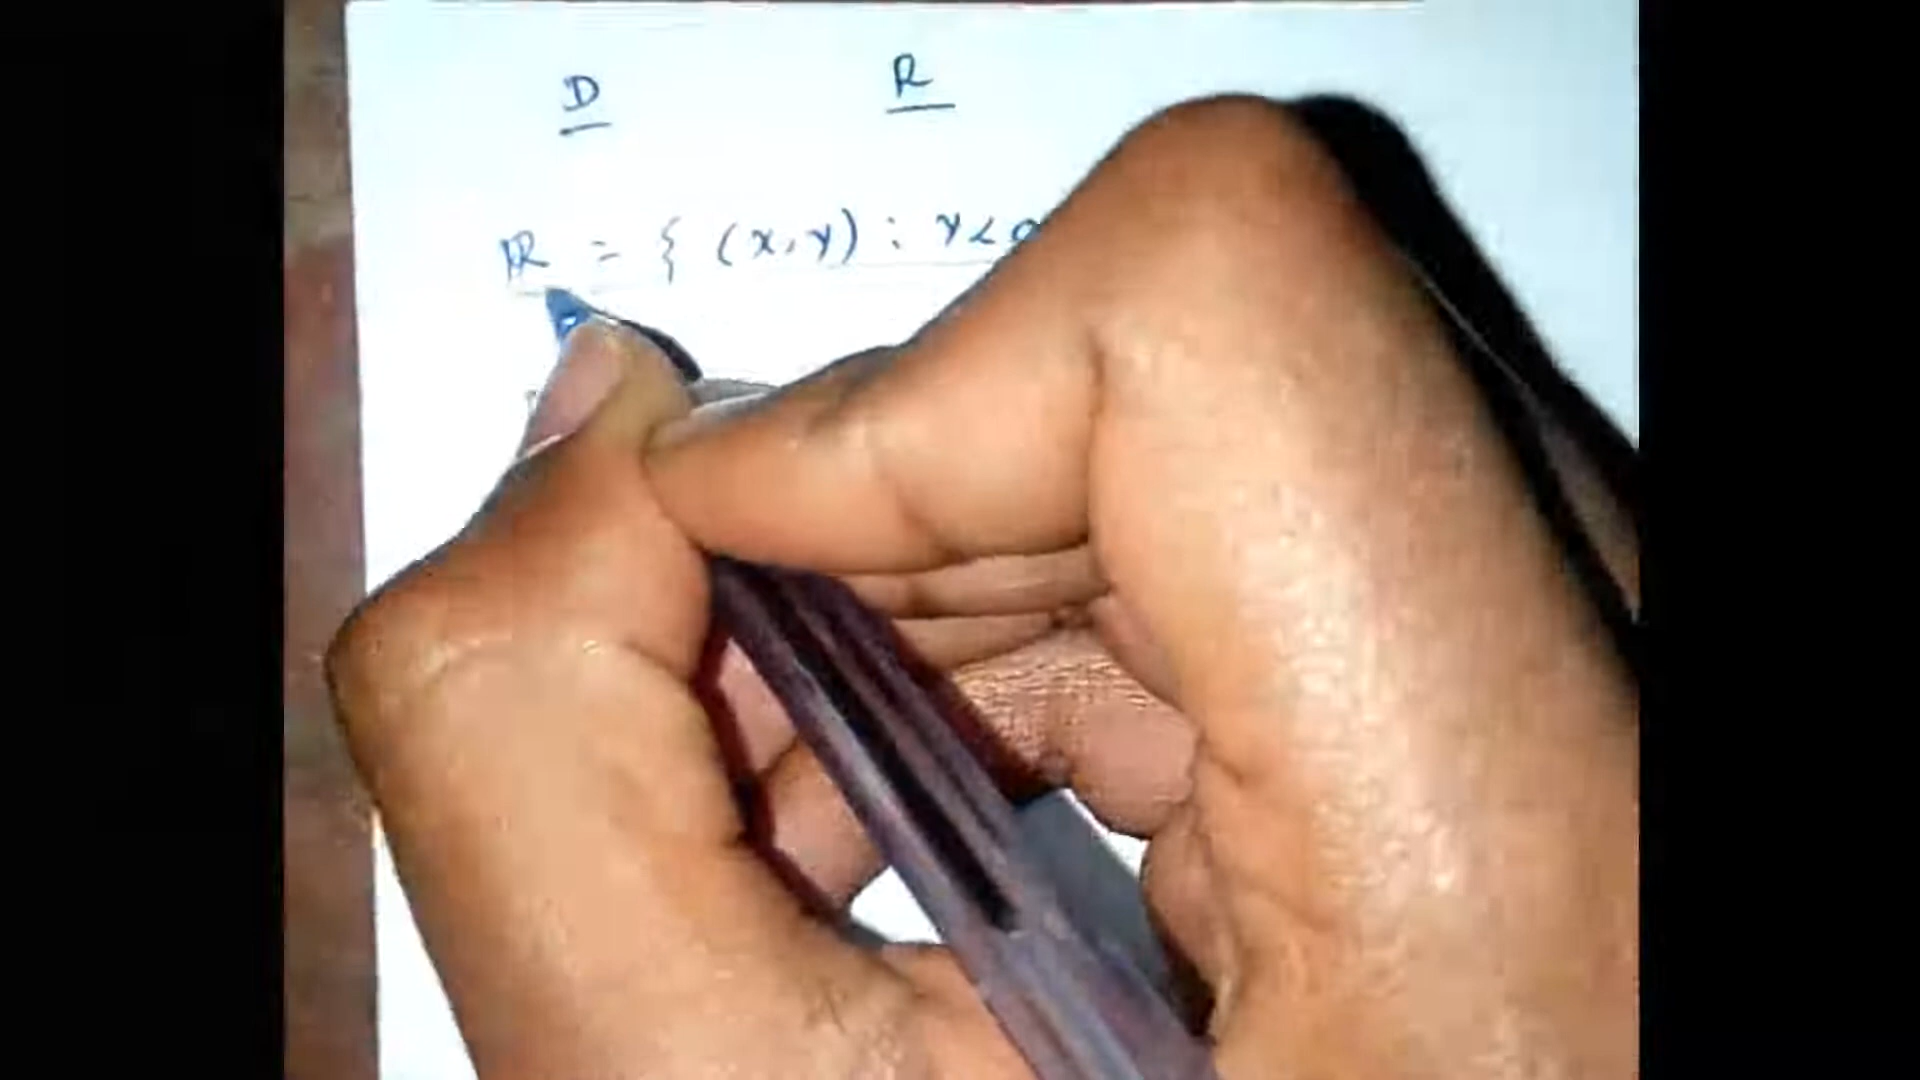 D R
R = { (x,y) : y<